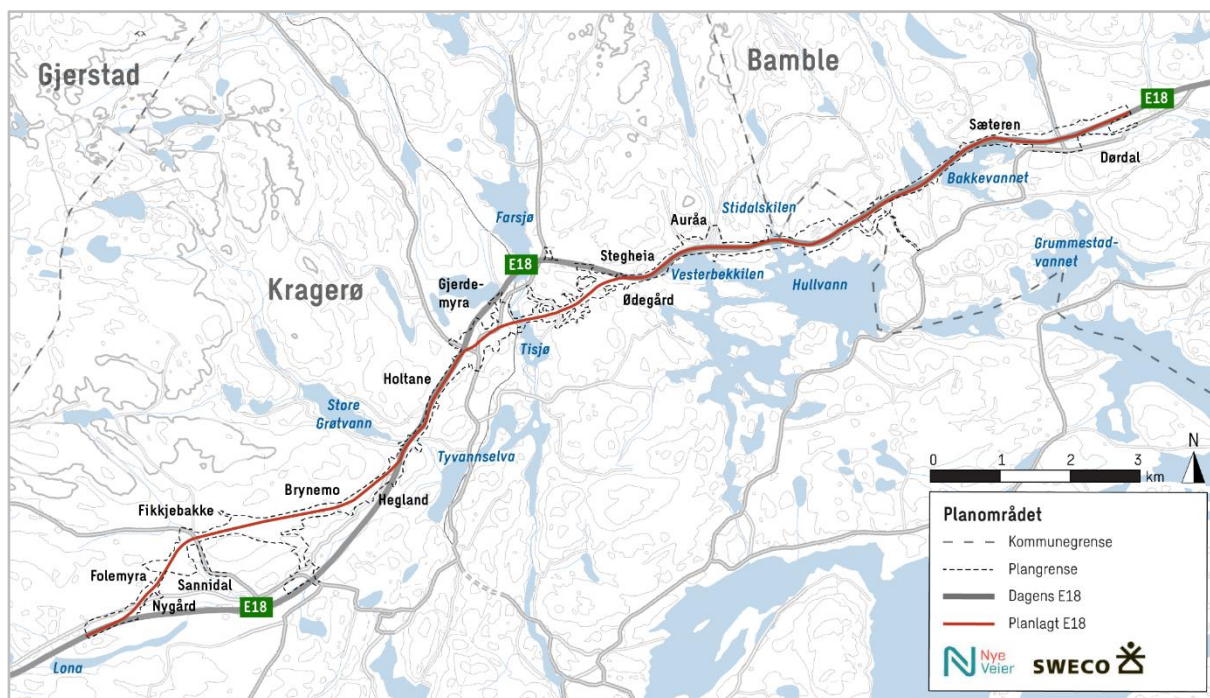 Gjerstad
Bamble
E18
Sæteren
Dørdal
Bakkevannet
Stidalskilen
Auråa
Farsjø
Stegheia
Grummestad-
vannet
E18
Vesterbekkilen
Hullvann
Kragerø
Gjerde-
myra
Ødegård
Tisjø
Holtane
Store
Grøtvann
Tyvannselva
N
0
1
2
3
km
Brynemo
Hegland
Fikkjebakke
Folemyra
Sannidal
Nygård
E18
Lona
Planområdet
Kommunegrense
Plangrense
Dagens E18
Planlagt E18
Nye
Veier
SWECO